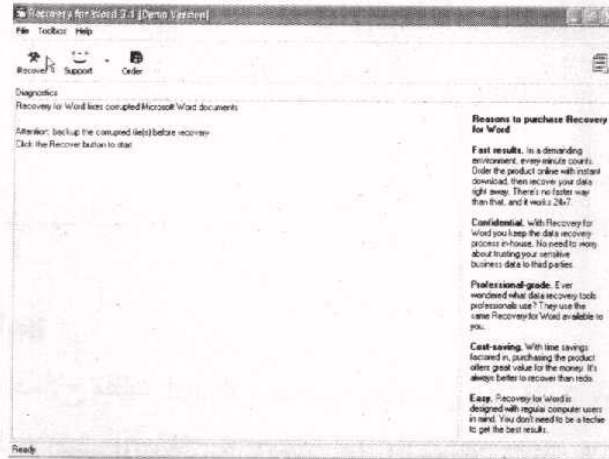 Recovery for Word 3.1 [Demo Version]
File Toolbox Help
Recover Support Order
Diagnostics
Recovery for Word fixes corrupted Microsoft Word documents
Attention: backup the corrupted file(s) before recovery
Click the Recover button to start
Reasons to purchase Recovery
for Word
Fast results. In a demanding
environment, every minute counts.
Order the product online with instant
download, then recover your data
right away. There's no faster way
than that, and it works 24x7.
Confidential. With Recovery for
Word you keep the data recovery
process in-house. No need to worry
about trusting your sensitive
business data to third parties.
Professional-grade. Ever
wondered what data recovery tools
professionals use? They use the
same Recovery for Word available to
you.
Cost-saving. With time savings
factored in, purchasing the product
offers great value for the money. It's
always better to recover than redo.
Easy. Recovery for Word is
designed with regular computer users
in mind. You don't need to be a techie
to get the best results.
Ready